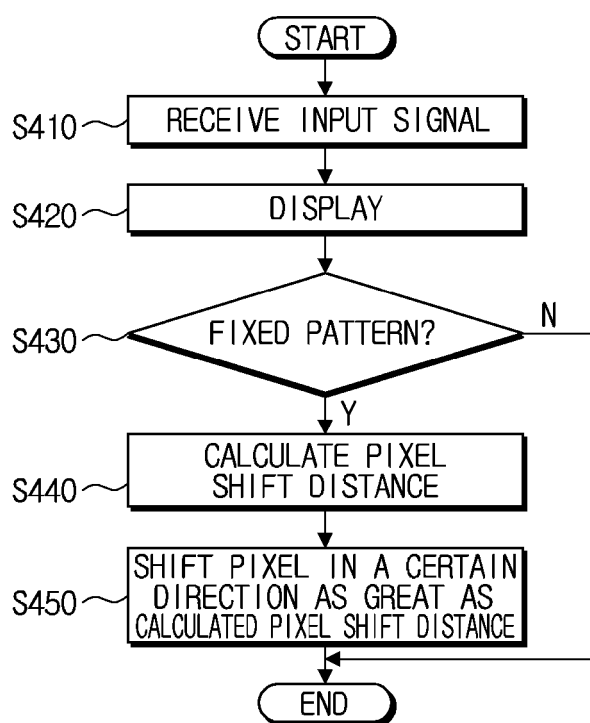 START
S410
RECEIVE INPUT SIGNAL
S420
DISPLAY
S430
FIXED PATTERN?
N
Y
S440
CALCULATE PIXEL
SHIFT DISTANCE
S450
SHIFT PIXEL IN A CERTAIN
DIRECTION AS GREAT AS
CALCULATED PIXEL SHIFT DISTANCE
END